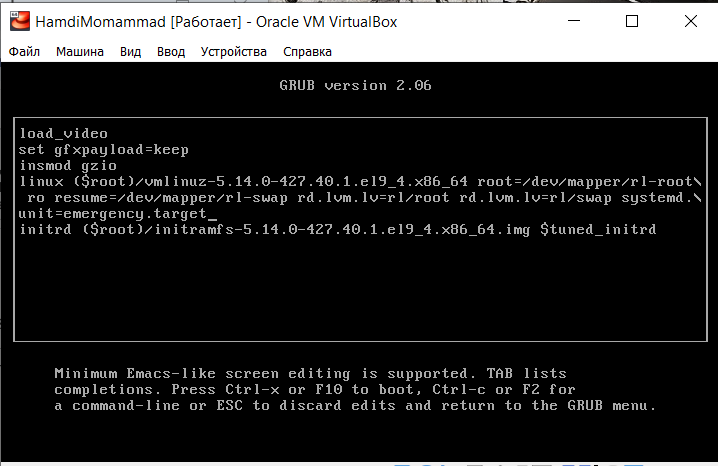 HamdiMomammad [Работает] - Oracle VM VirtualBox
Файл Машина Вид Ввод Устройства Справка
GRUB version 2.06
load_video
set gfxpayload=keep
insmod gzio
linux ($root)/vmlinuz-5.14.0-427.40.1.el9_4.x86_64 root=/dev/mapper/rl-root\
ro resume=/dev/mapper/rl-swap rd.lvm.lv=rl/root rd.lvm.lv=rl/swap systemd.\
unit=emergency.target_
initrd ($root)/initramfs-5.14.0-427.40.1.el9_4.x86_64.img $tuned_initrd
Minimum Emacs-like screen editing is supported. TAB lists
completions. Press Ctrl-x or F10 to boot, Ctrl-c or F2 for
a command-line or ESC to discard edits and return to the GRUB menu.